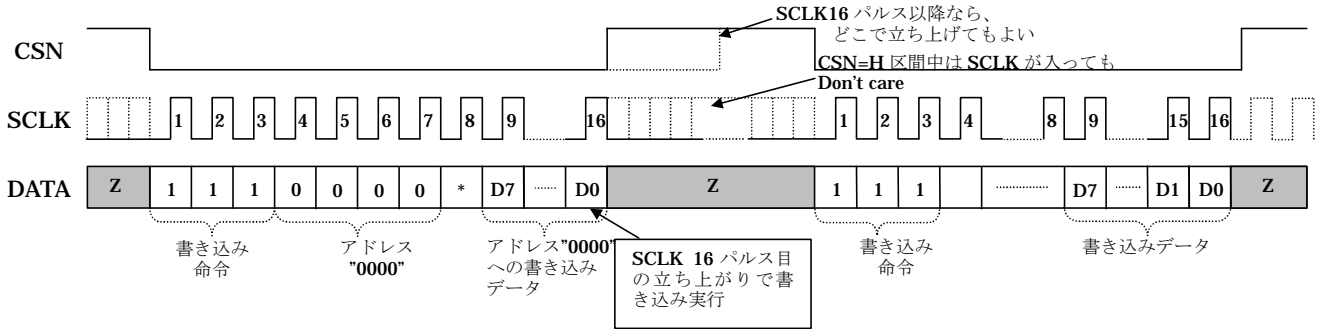 SCLK16 パルス以降なら、
どこで立ち上げてもよい
CSN
CSN=H 区間中は SCLK が入っても
Don't care
SCLK 1 2 3 4 5 6 7 8 9 16 1 2 3 4 8 9 15 16
DATA Z 1 1 1 0 0 0 0 * D7 ...... D0 Z 1 1 1 .............. D7 ...... D1 D0 Z
書き込み
命令
アドレス
"0000"
アドレス"0000"
への書き込み
データ
SCLK 16 パルス目
の立ち上がりで書
き込み実行
書き込み
命令
書き込みデータ